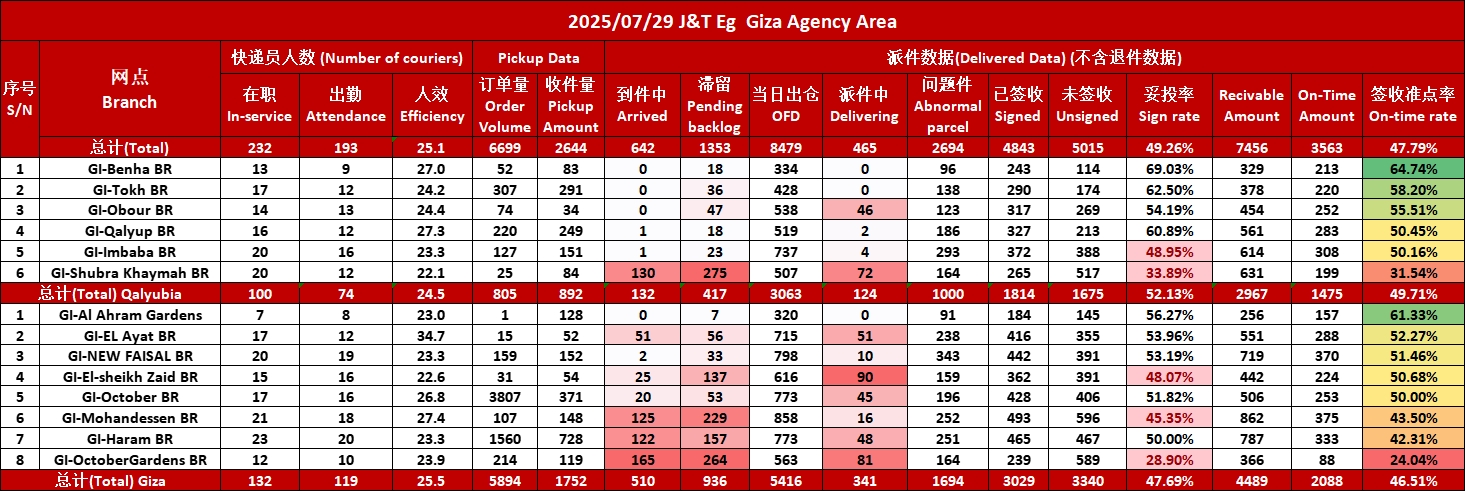 2025/07/29 J&T Eg  Giza Agency Area
序号 S/N | 网点 Branch | 快递员人数 (Number of couriers) | Pickup Data | 派件数据(Delivered Data) (不含退件数据)
在职 In-service | 出勤 Attendance | 人效 Efficiency | 订单量 Order Volume | 收件量 Pickup Amount | 到件中 Arrived | 滞留 Pending backlog | 当日出仓 OFD | 派件中 Delivering | 问题件 Abnormal parcel | 已签收 Signed | 未签收 Unsigned | 妥投率 Sign rate | Recivable Amount | On-Time Amount | 签收准点率 On-time rate
总计(Total) 232 193 25.1 6699 2644 642 1353 8479 465 2694 4843 5015 49.26% 7456 3563 47.79%
1 GI-Benha BR 13 9 27.0 52 83 0 18 334 0 96 243 114 69.03% 329 213 64.74%
2 GI-Tokh BR 17 12 24.2 307 291 0 36 428 0 138 290 174 62.50% 378 220 58.20%
3 GI-Obour BR 14 13 24.4 74 34 0 47 538 46 123 317 269 54.19% 454 252 55.51%
4 GI-Qalyup BR 16 12 27.3 220 249 1 18 519 2 186 327 213 60.89% 561 283 50.45%
5 GI-Imbaba BR 20 16 23.3 127 151 1 23 737 4 293 372 388 48.95% 614 308 50.16%
6 GI-Shubra Khaymah BR 20 12 22.1 25 84 130 275 507 72 164 265 517 33.89% 631 199 31.54%
总计(Total) Qalyubia 100 74 24.5 805 892 132 417 3063 124 1000 1814 1675 52.13% 2967 1475 49.71%
1 GI-Al Ahram Gardens 7 8 23.0 1 128 0 7 320 0 91 184 145 56.27% 256 157 61.33%
2 GI-EL Ayat BR 17 12 34.7 15 52 51 56 715 51 238 416 355 53.96% 551 288 52.27%
3 GI-NEW FAISAL BR 20 19 23.3 159 152 2 33 798 10 343 442 391 53.19% 719 370 51.46%
4 GI-El-sheikh Zaid BR 15 16 22.6 31 54 25 137 616 90 159 362 391 48.07% 442 224 50.68%
5 GI-October BR 17 16 26.8 3807 371 20 53 773 45 196 428 406 51.82% 506 253 50.00%
6 GI-Mohandessen BR 21 18 27.4 107 148 125 229 858 16 252 493 596 45.35% 862 375 43.50%
7 GI-Haram BR 23 20 23.3 1560 728 122 157 773 48 251 465 467 50.00% 787 333 42.31%
8 GI-OctoberGardens BR 12 10 23.9 214 119 165 264 563 81 164 239 589 28.90% 366 88 24.04%
总计(Total) Giza 132 119 25.5 5894 1752 510 936 5416 341 1694 3029 3340 47.69% 4489 2088 46.51%